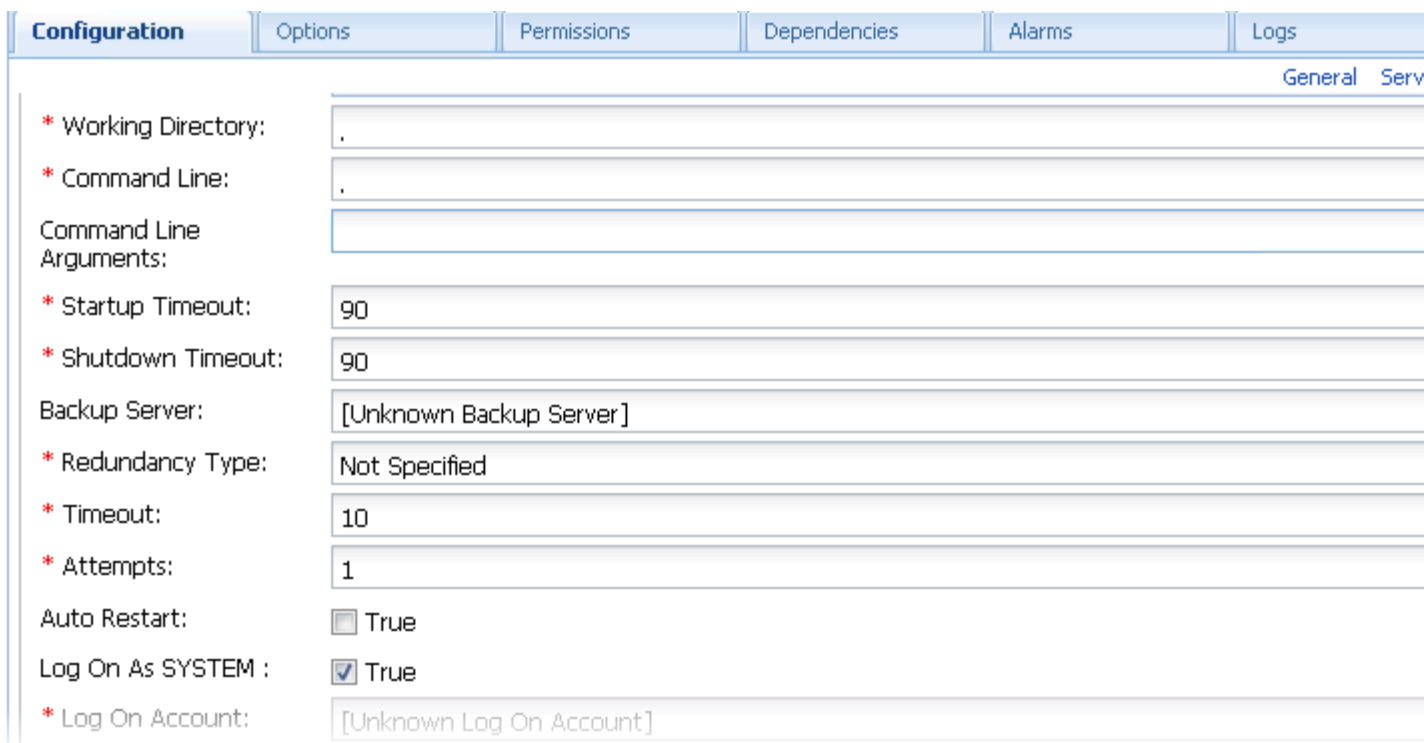 Configuration Options Permissions Dependencies Alarms Logs
General Serv
* Working Directory: .
* Command Line: .
Command Line
Arguments:
* Startup Timeout: 90
* Shutdown Timeout: 90
Backup Server: [Unknown Backup Server]
* Redundancy Type: Not Specified
* Timeout: 10
* Attempts: 1
Auto Restart: True
Log On As SYSTEM : True
* Log On Account: [Unknown Log On Account]